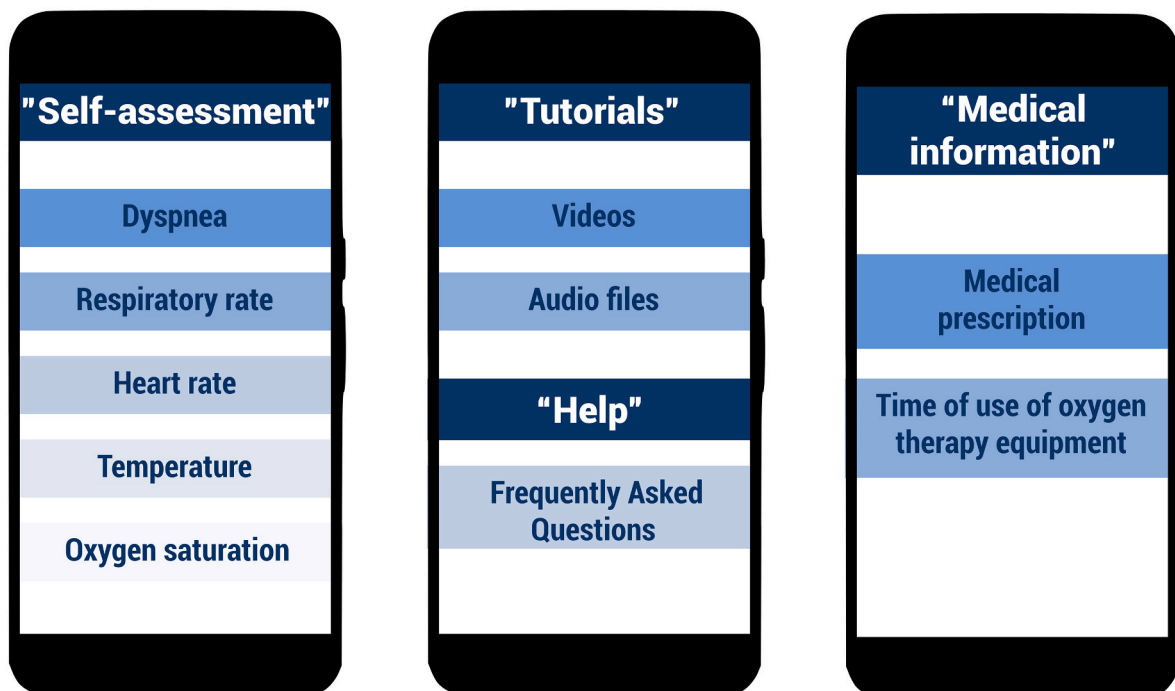 "Self-assessment"
Dyspnea
Respiratory rate
Heart rate
Temperature
Oxygen saturation
"Tutorials"
Videos
Audio files
“Help”
Frequently Asked
Questions
“Medical
information”
Medical
prescription
Time of use of oxygen
therapy equipment